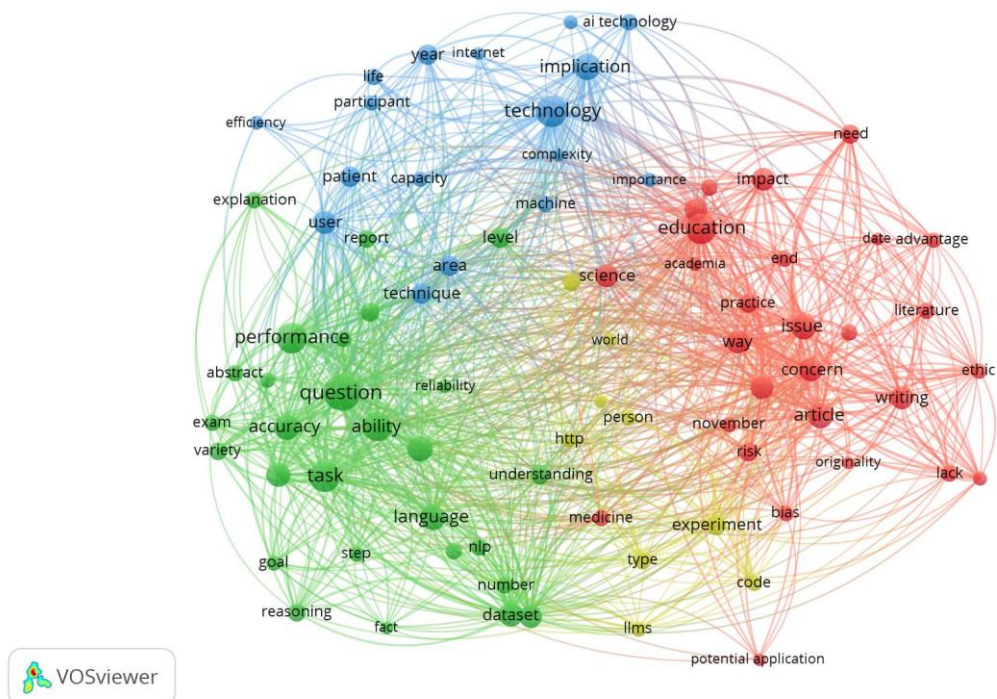 ai technology
year
internet
implication
life
participant
technology
efficiency
need
complexity
patient
capacity
importance
impact
explanation
machine
user
report
level
education
date
advantage
area
academia
end
science
technique
practice
literature
performance
world
way
issue
abstract
reliability
concern
ethic
question
writing
exam
accuracy
ability
person
november
article
variety
http
risk
originality
task
understanding
lack
language
medicine
experiment
bias
goal
step
nlp
type
number
code
reasoning
fact
dataset
llms
potential application
VOSviewer